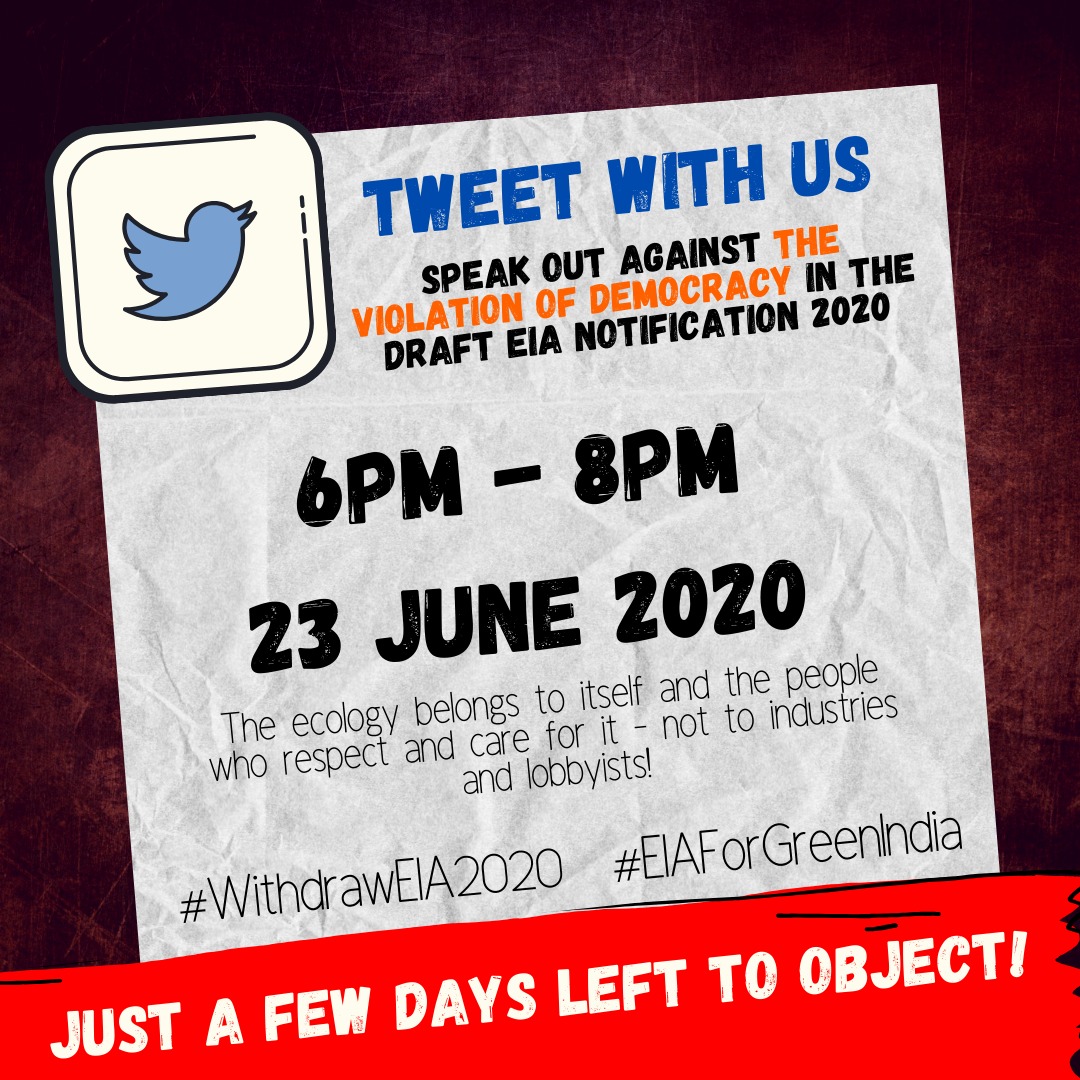 TWEET WITH US
SPEAK OUT AGAINST THE
VIOLATION OF DEMOCRACY IN THE
DRAFT EIA NOTIFICATION 2020
6PM - 8PM
23 JUNE 2020
The ecology belongs to itself and the people
who respect and care for it - not to industries
and lobbyists!
#WithdrawEIA2020 #EIAForGreenIndia
JUST A FEW DAYS LEFT TO OBJECT!